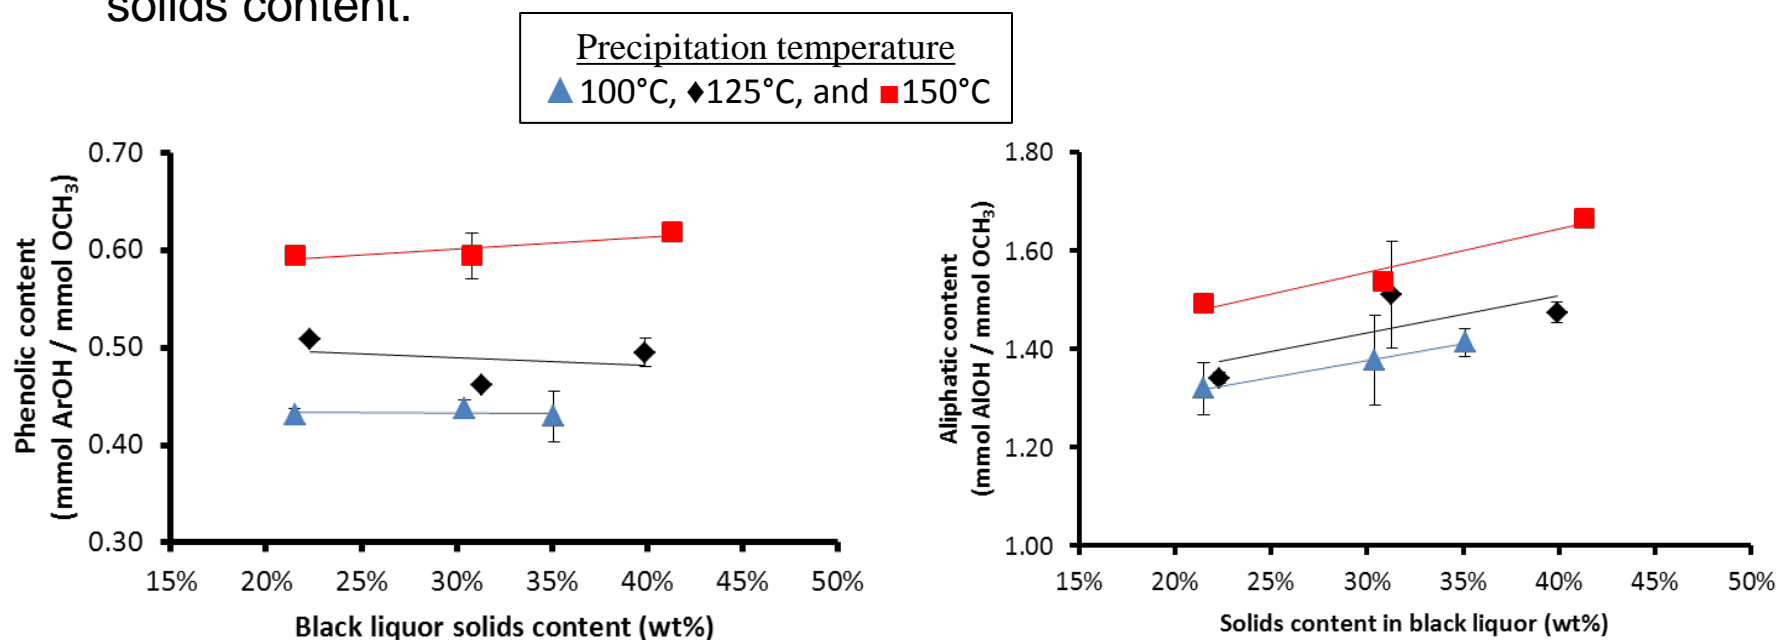 solids content.
Precipitation temperature
▲ 100°C, ♦125°C, and ■150°C
0.70
0.60
0.50
0.40
0.30
15% 20% 25% 30% 35% 40% 45% 50%
Phenolic content
(mmol ArOH / mmol OCH₃)
Black liquor solids content (wt%)
1.80
1.60
1.40
1.20
1.00
15% 20% 25% 30% 35% 40% 45% 50%
Aliphatic content
(mmol AlOH / mmol OCH₃)
Solids content in black liquor (wt%)